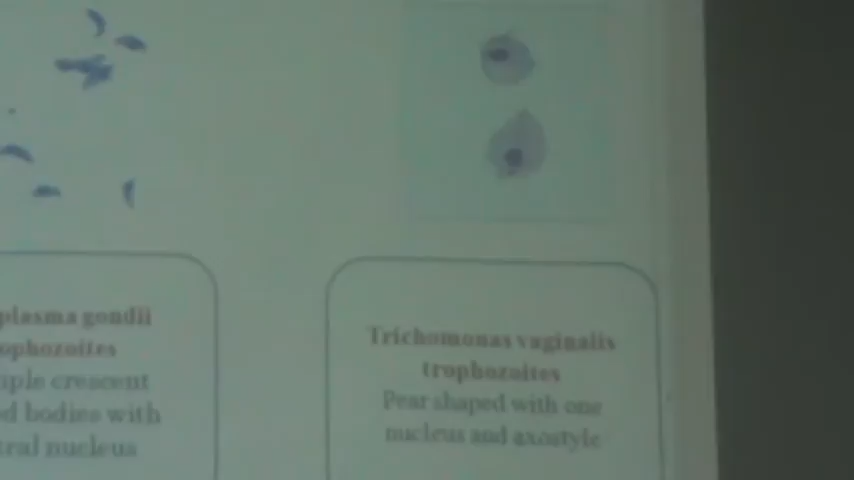 plasma gondii
ophozoites
iple crescent
d bodies with
tral nucleus
Trichomonas vaginalis
trophozoites
Pear shaped with one
nucleus and axostyle